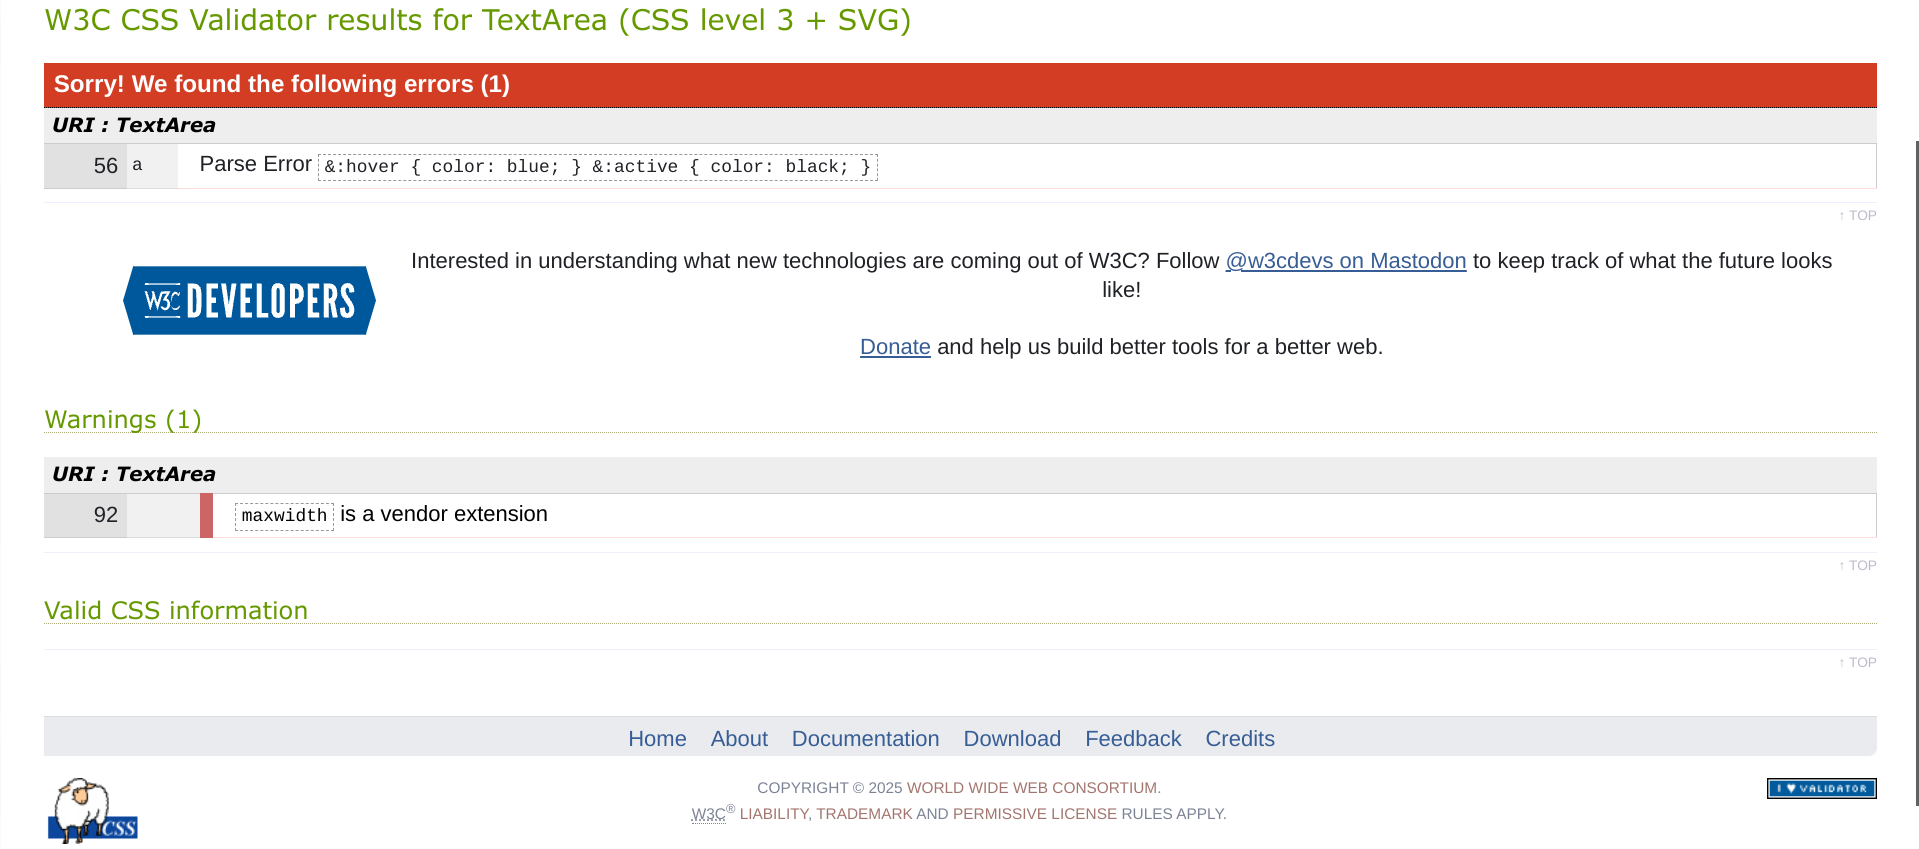 W3C CSS Validator results for TextArea (CSS level 3 + SVG)
Sorry! We found the following errors (1)
URI : TextArea
56 a Parse Error &:hover { color: blue; } &:active { color: black; }
↑ TOP
W3C DEVELOPERS
Interested in understanding what new technologies are coming out of W3C? Follow @w3cdevs on Mastodon to keep track of what the future looks
like!
Donate and help us build better tools for a better web.
Warnings (1)
URI : TextArea
92 maxwidth is a vendor extension
↑ TOP
Valid CSS information
↑ TOP
Home About Documentation Download Feedback Credits
COPYRIGHT © 2025 WORLD WIDE WEB CONSORTIUM.
W3C® LIABILITY, TRADEMARK AND PERMISSIVE LICENSE RULES APPLY.
CSS
I ♥ VALIDATOR